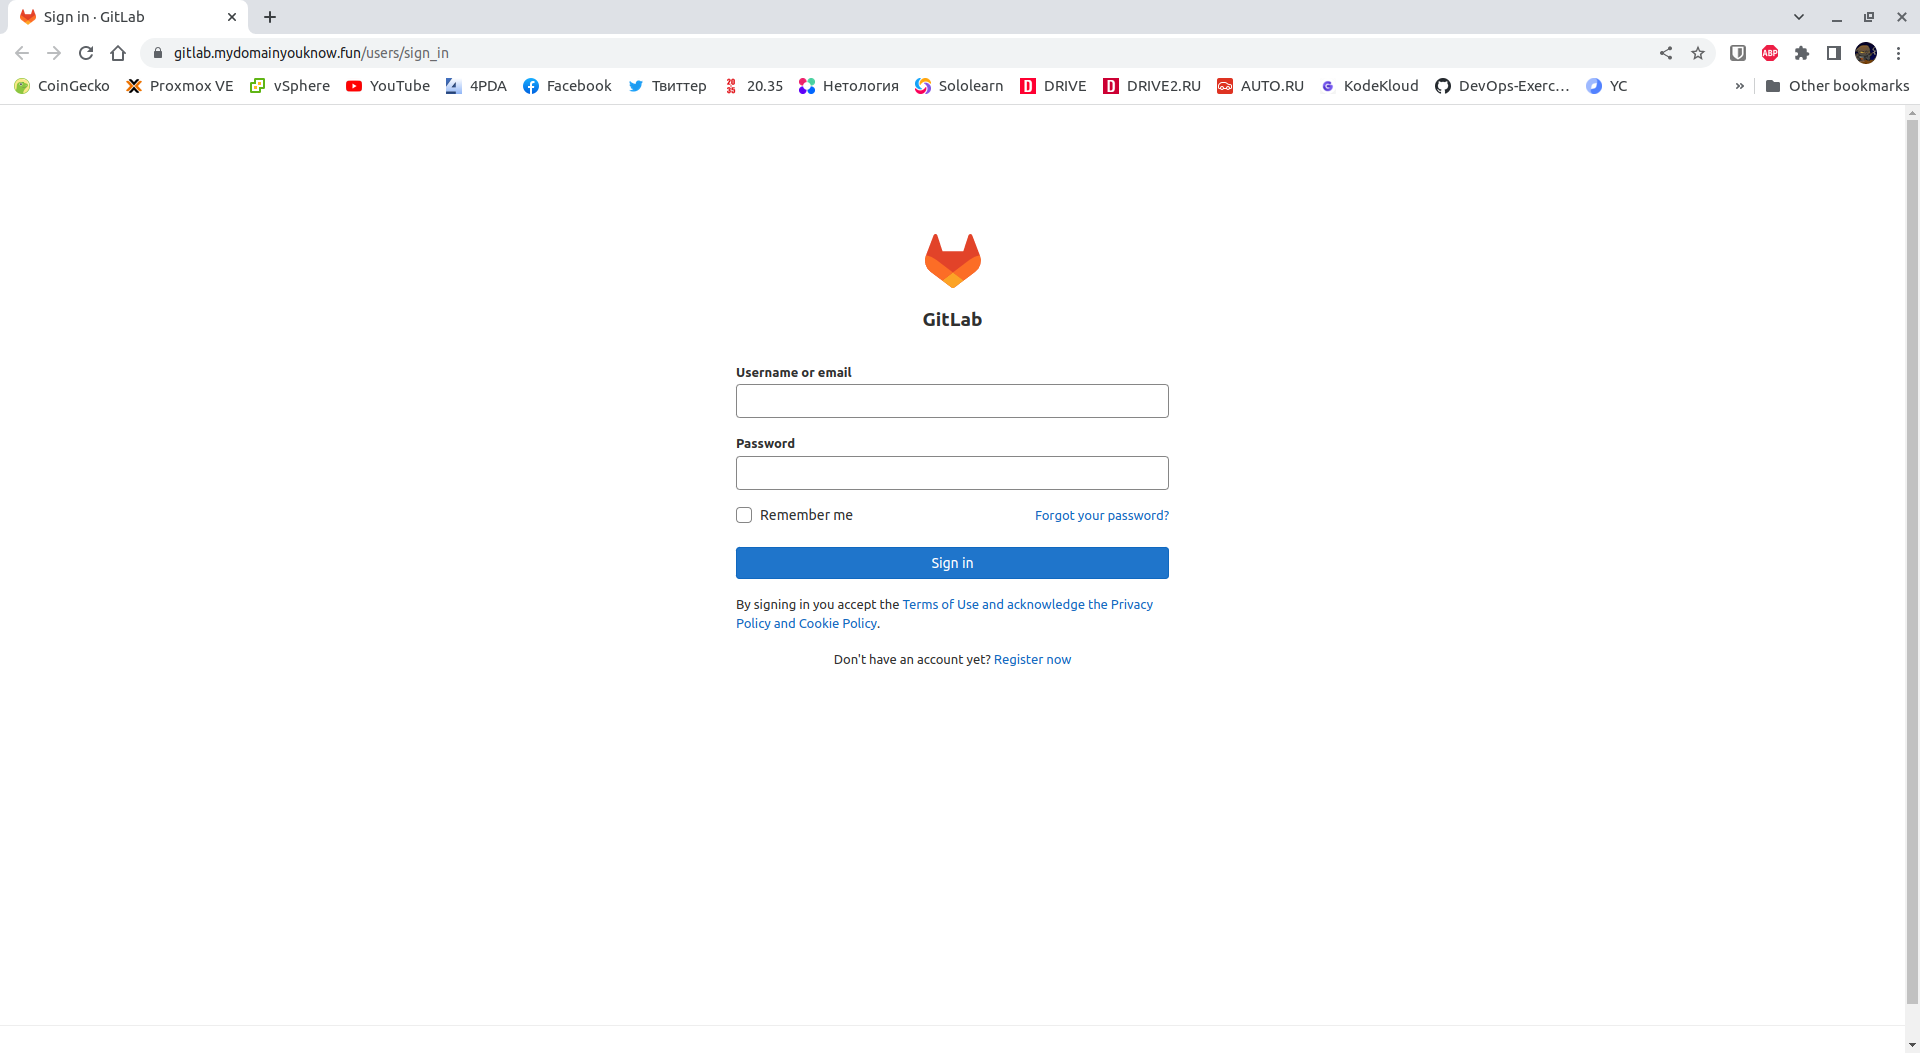 Sign in · GitLab
gitlab.mydomainyouknow.fun/users/sign_in
ABP
CoinGecko Proxmox VE vSphere YouTube 4PDA Facebook Твиттер 20 35 20.35 Нетология Sololearn D DRIVE D DRIVE2.RU AUTO.RU G KodeKloud DevOps-Exerc… YC » Other bookmarks
GitLab
Username or email
Password
Remember me Forgot your password?
Sign in
By signing in you accept the Terms of Use and acknowledge the Privacy
Policy and Cookie Policy.
Don't have an account yet? Register now